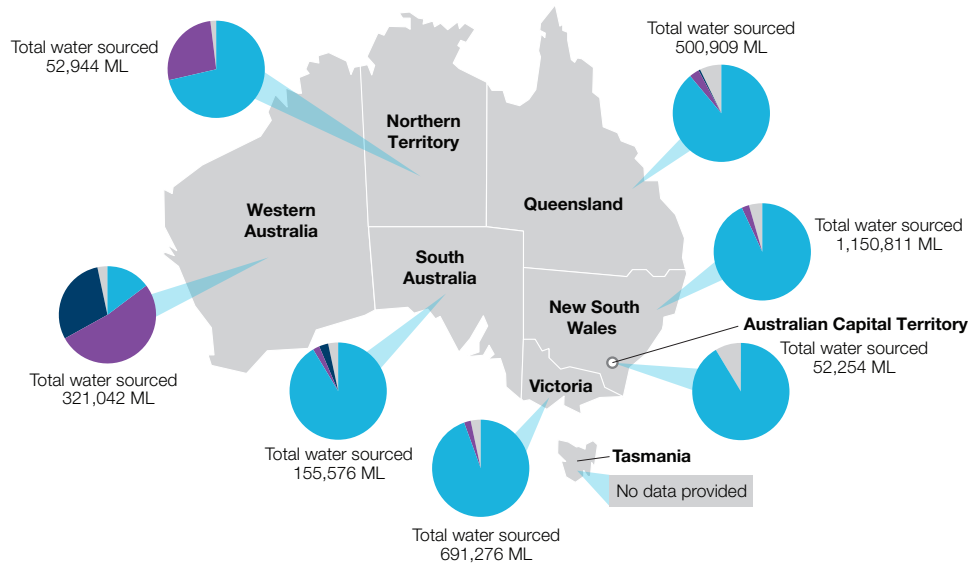 Total water sourced
52,944 ML
Total water sourced
500,909 ML
Northern
Territory
Queensland
Western
Australia
Total water sourced
1,150,811 ML
South
Australia
New South
Wales
Australian Capital Territory
Total water sourced
52,254 ML
Total water sourced
321,042 ML
Victoria
Total water sourced
155,576 ML
Tasmania
No data provided
Total water sourced
691,276 ML